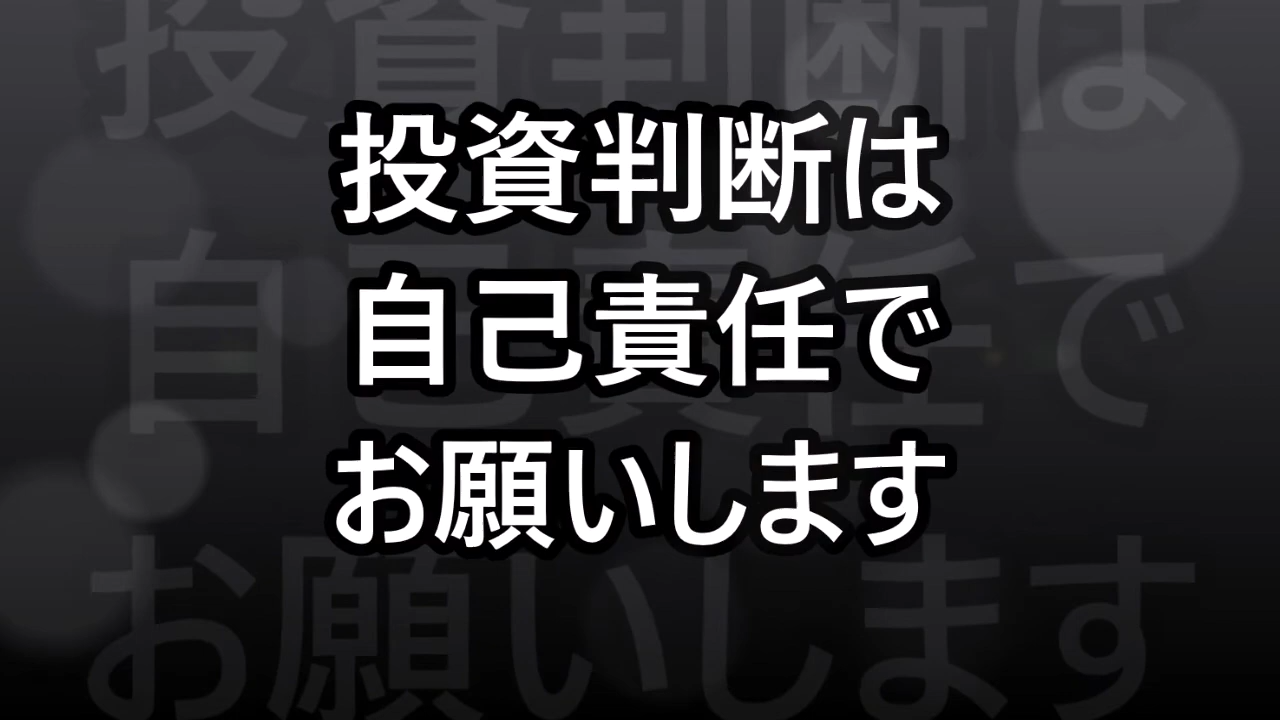 投資判断は
自己責任で
お願いします